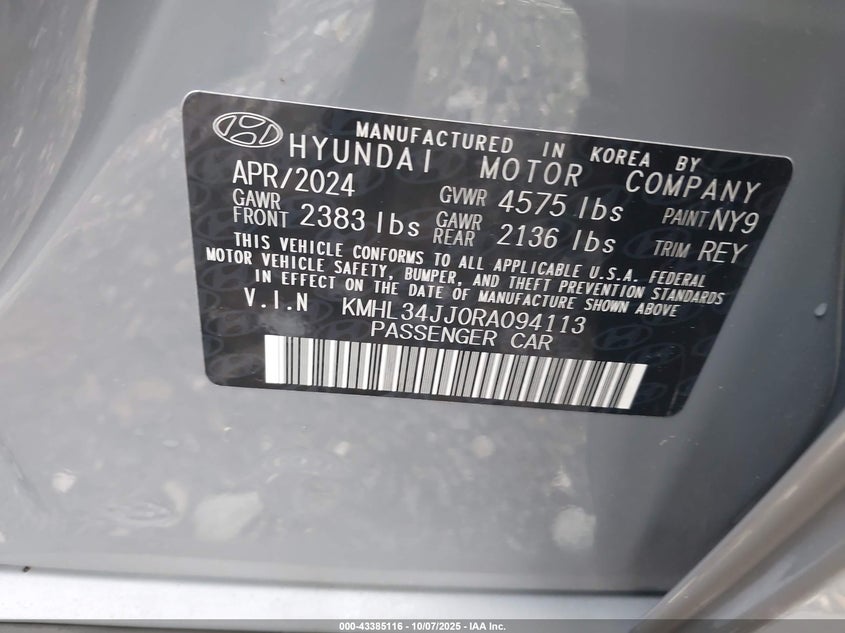 MANUFACTURED IN KOREA BY
HYUNDAI MOTOR COMPANY
APR/2024 GVWR 4575 lbs PAINT NY9
GAWR FRONT 2383 lbs GAWR REAR 2136 lbs TRIM REY
THIS VEHICLE CONFORMS TO ALL APPLICABLE U.S.A. FEDERAL
MOTOR VEHICLE SAFETY, BUMPER, AND THEFT PREVENTION STANDARDS
IN EFFECT ON THE DATE OF MANUFACTURE SHOWN ABOVE
V.I.N KMHL34JJ0RA094113
PASSENGER CAR
000-43385116 - 10/07/2025 - IAA Inc.